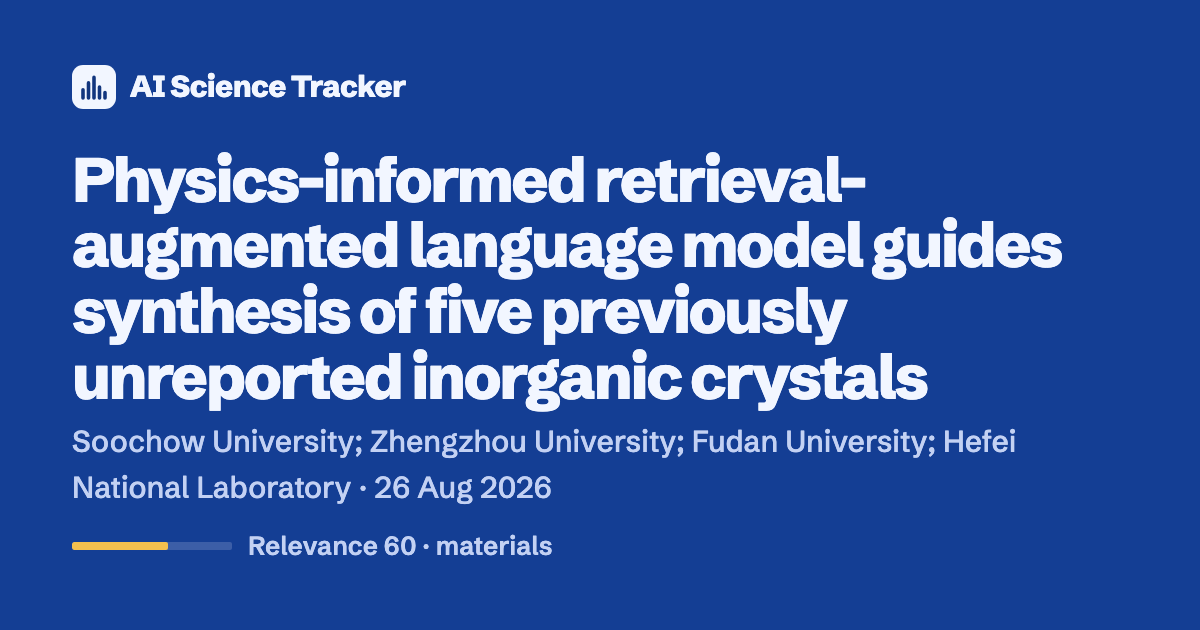 AI Science Tracker
Physics-informed retrieval-
augmented language model guides
synthesis of five previously
unreported inorganic crystals
Soochow University; Zhengzhou University; Fudan University; Hefei
National Laboratory · 26 Aug 2026
Relevance 60 · materials